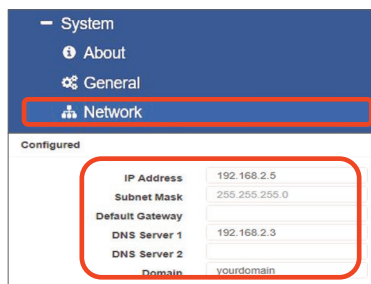 − System
About
General
Network
Configured
IP Address 192.168.2.5
Subnet Mask 255.255.255.0
Default Gateway
DNS Server 1 192.168.2.3
DNS Server 2
Domain yourdomain